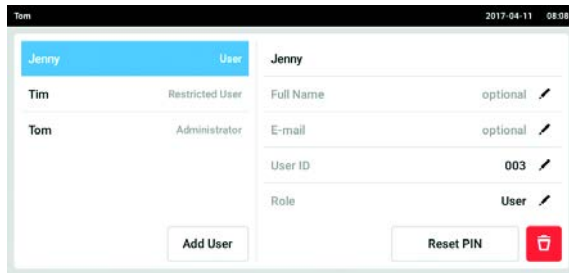 Tom 2017-04-11 08:08
Jenny User
Tim Restricted User
Tom Administrator
Add User
Jenny
Full Name optional
E-mail optional
User ID 003
Role User
Reset PIN